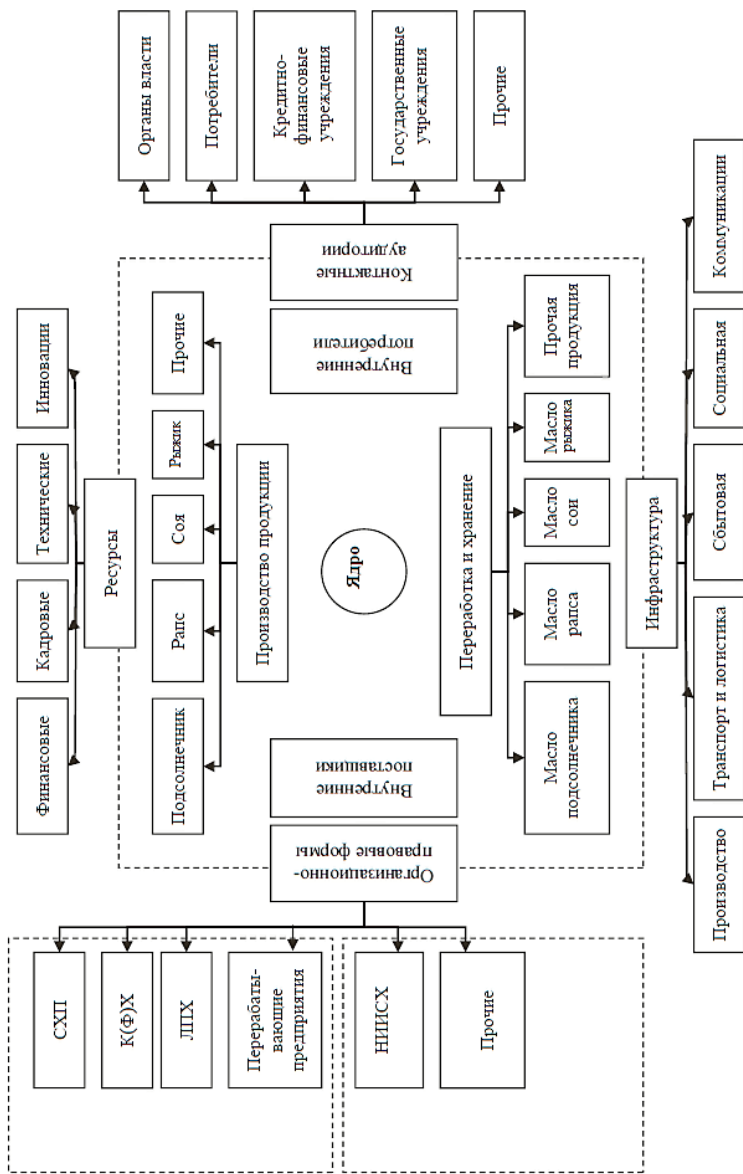 Финансовые
Кадровые
Технические
Инновации
Ресурсы
СХП
К(Ф)Х
ЛПХ
Перерабаты-
вающие
предприятия
НИИСХ
Прочие
Организационно-
правовые формы
Внутренние
поставщики
Подсолнечник
Рапс
Соя
Рыжик
Прочие
Производство продукции
Ядро
Переработка и хранение
Масло
подсолнечника
Масло
рапса
Масло
сои
Масло
рыжика
Прочая
продукция
Внутренние
потребители
Контактные
аудитории
Органы власти
Потребители
Кредитно-
финансовые
учреждения
Государственные
учреждения
Прочие
Инфраструктура
Производство
Транспорт и логистика
Сбытовая
Социальная
Коммуникации